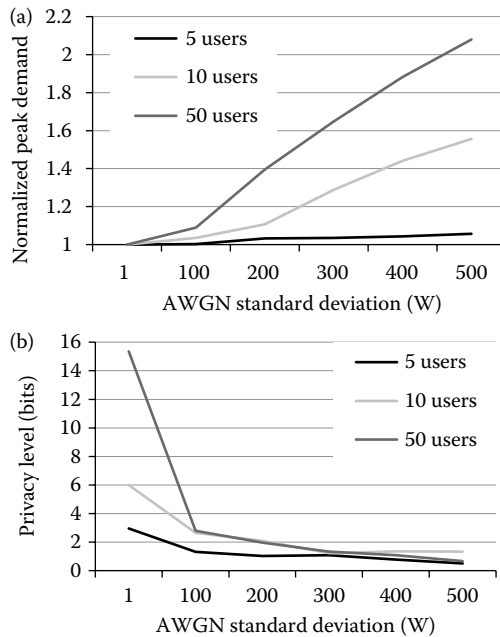 (a)
2.2
5 users
2
10 users
1.8
50 users
1.6
1.4
1.2
1
Normalized peak demand
1 100 200 300 400 500
AWGN standard deviation (W)
(b)
16
14
5 users
12
10 users
10
50 users
8
6
4
2
0
Privacy level (bits)
1 100 200 300 400 500
AWGN standard deviation (W)